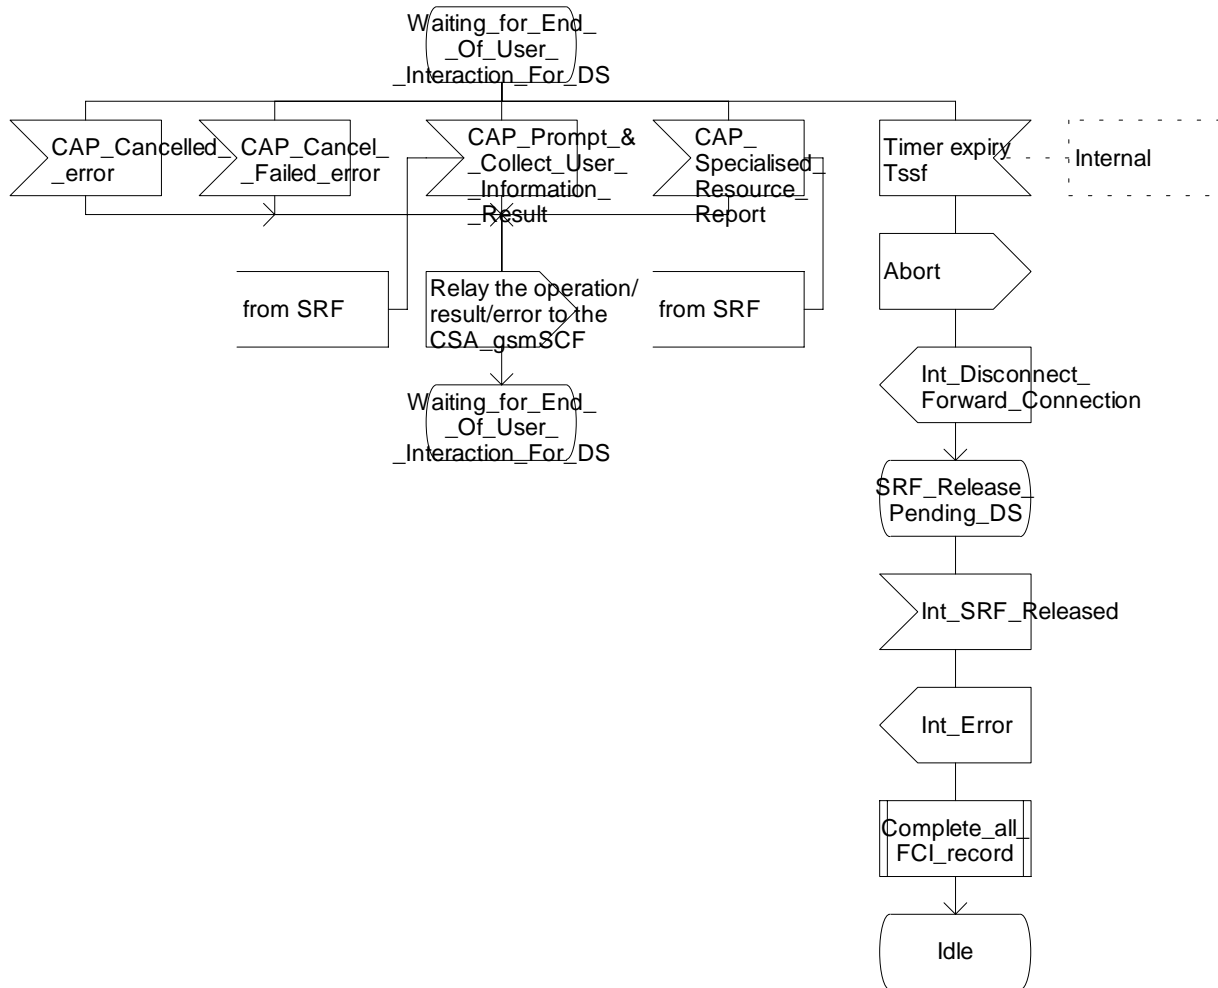 Waiting_for_End_
_Of_User_
_Interaction_For_DS
CAP_Cancelled_
_error
CAP_Cancel_
_Failed_error
CAP_Prompt_&
_Collect_User_
_Information_
_Result
CAP_
Specialised_
Resource_
Report
Timer expiry
Tssf
Internal
Abort
from SRF
Relay the operation/
result/error to the
CSA_gsmSCF
from SRF
Int_Disconnect_
Forward_Connection
Waiting_for_End_
_Of_User_
_Interaction_For_DS
SRF_Release_
Pending_DS
Int_SRF_Released
Int_Error
Complete_all_
FCI_record
Idle